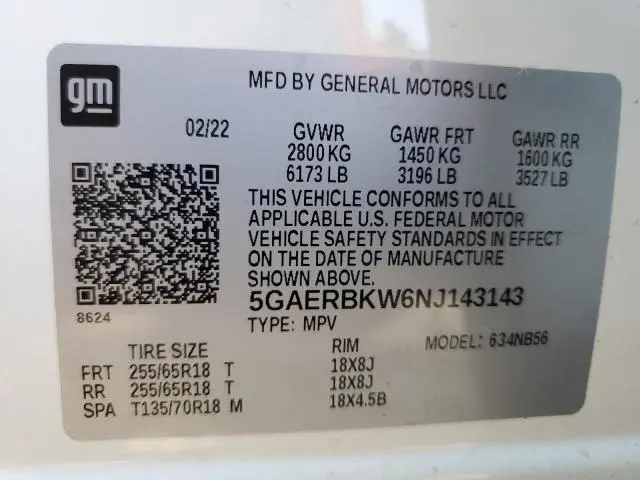 gm
MFD BY GENERAL MOTORS LLC
02/22 GVWR GAWR FRT GAWR RR
2800 KG 1450 KG 1600 KG
6173 LB 3196 LB 3527 LB
THIS VEHICLE CONFORMS TO ALL
APPLICABLE U.S. FEDERAL MOTOR
VEHICLE SAFETY STANDARDS IN EFFECT
ON THE DATE OF MANUFACTURE
SHOWN ABOVE.
5GAERBKW6NJ143143
8624
TYPE: MPV MODEL: 634NB56
TIRE SIZE RIM
FRT 255/65R18 T 18X8J
RR 255/65R18 T 18X8J
SPA T135/70R18 M 18X4.5B